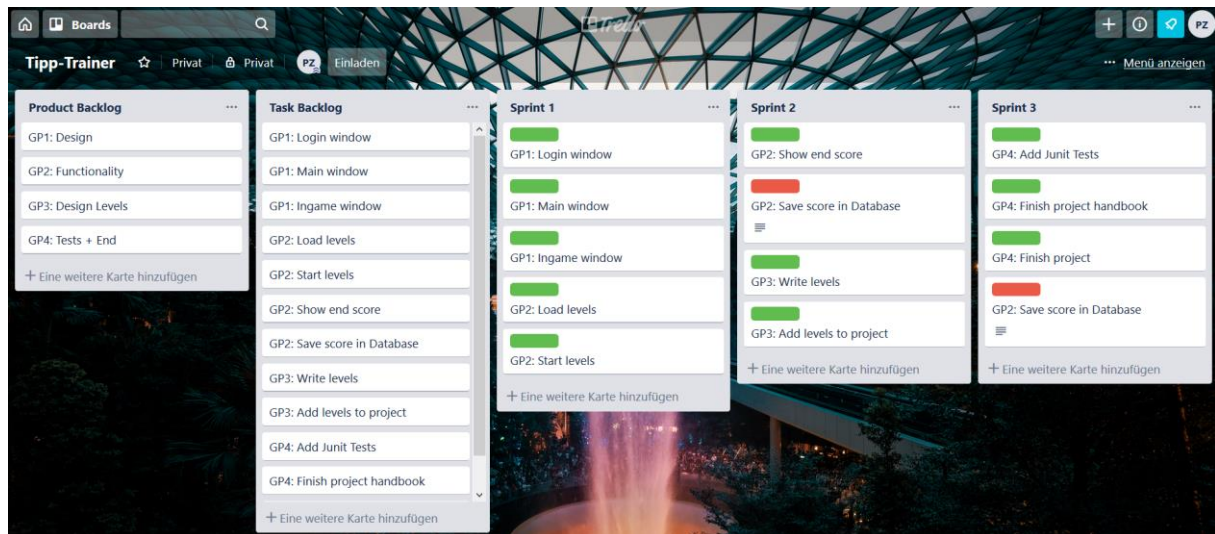 Boards
Trello
PZ
Tipp-Trainer
Privat
Privat
PZ
Einladen
Menü anzeigen
Product Backlog
GP1: Design
GP2: Functionality
GP3: Design Levels
GP4: Tests + End
+ Eine weitere Karte hinzufügen
Task Backlog
GP1: Login window
GP1: Main window
GP1: Ingame window
GP2: Load levels
GP2: Start levels
GP2: Show end score
GP2: Save score in Database
GP3: Write levels
GP3: Add levels to project
GP4: Add Junit Tests
GP4: Finish project handbook
+ Eine weitere Karte hinzufügen
Sprint 1
GP1: Login window
GP1: Main window
GP1: Ingame window
GP2: Load levels
GP2: Start levels
+ Eine weitere Karte hinzufügen
Sprint 2
GP2: Show end score
GP2: Save score in Database
GP3: Write levels
GP3: Add levels to project
+ Eine weitere Karte hinzufügen
Sprint 3
GP4: Add Junit Tests
GP4: Finish project handbook
GP4: Finish project
GP2: Save score in Database
+ Eine weitere Karte hinzufügen